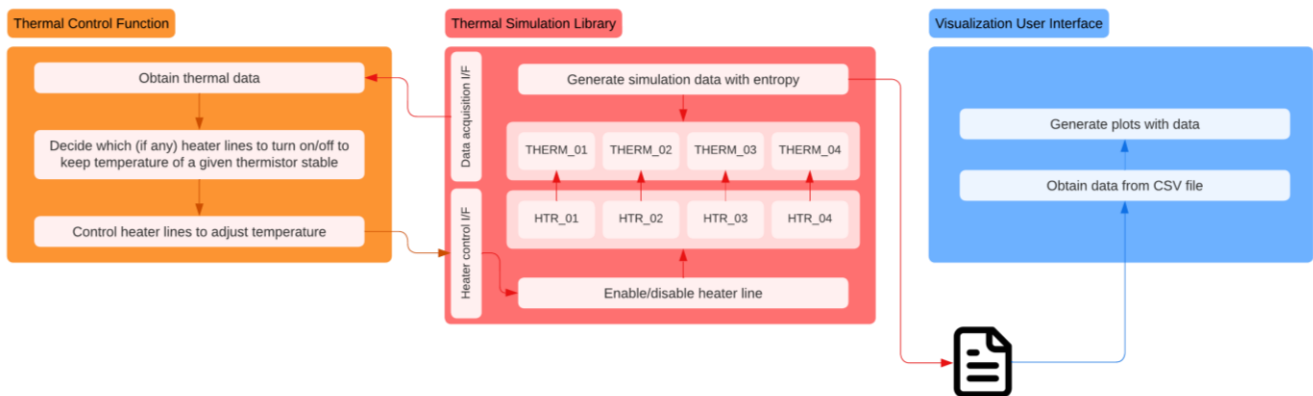 Thermal Control Function
Obtain thermal data
Decide which (if any) heater lines to turn on/off to
keep temperature of a given thermistor stable
Control heater lines to adjust temperature
Thermal Simulation Library
Data acquisition I/F
Heater control I/F
Generate simulation data with entropy
THERM_01
THERM_02
THERM_03
THERM_04
HTR_01
HTR_02
HTR_03
HTR_04
Enable/disable heater line
Visualization User Interface
Generate plots with data
Obtain data from CSV file